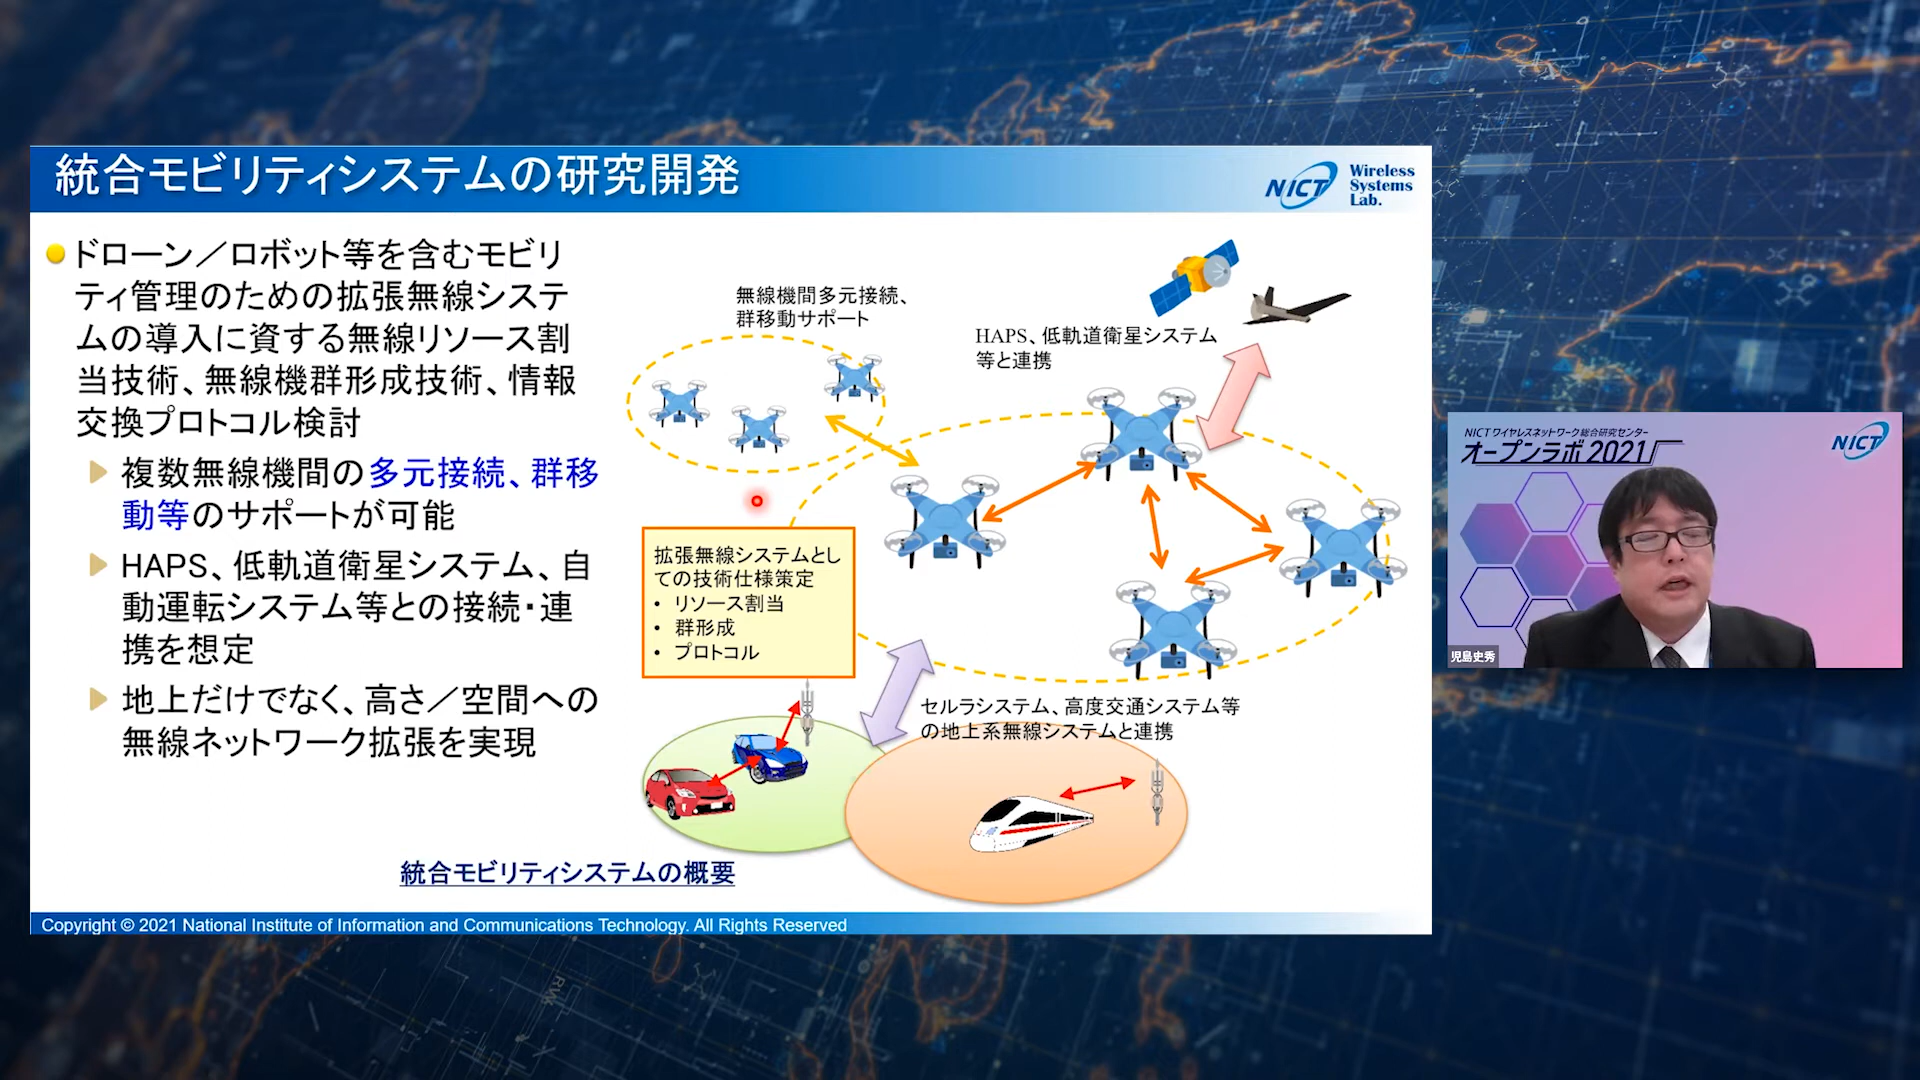 統合モビリティシステムの研究開発
NICT
Wireless
Systems
Lab.
ドローン／ロボット等を含むモビリ
ティ管理のための拡張無線システ
ムの導入に資する無線リソース割
当技術、無線機群形成技術、情報
交換プロトコル検討
複数無線機間の多元接続、群移
動等のサポートが可能
HAPS、低軌道衛星システム、自
動運転システム等との接続・連
携を想定
地上だけでなく、高さ／空間への
無線ネットワーク拡張を実現
無線機間多元接続、
群移動サポート
HAPS、低軌道衛星システム
等と連携
拡張無線システムとし
ての技術仕様策定
• リソース割当
• 群形成
• プロトコル
セルラシステム、高度交通システム等
の地上系無線システムと連携
統合モビリティシステムの概要
Copyright © 2021 National Institute of Information and Communications Technology. All Rights Reserved
NICT ワイヤレスネットワーク総合研究センター
オープンラボ 2021
NICT
児島史秀